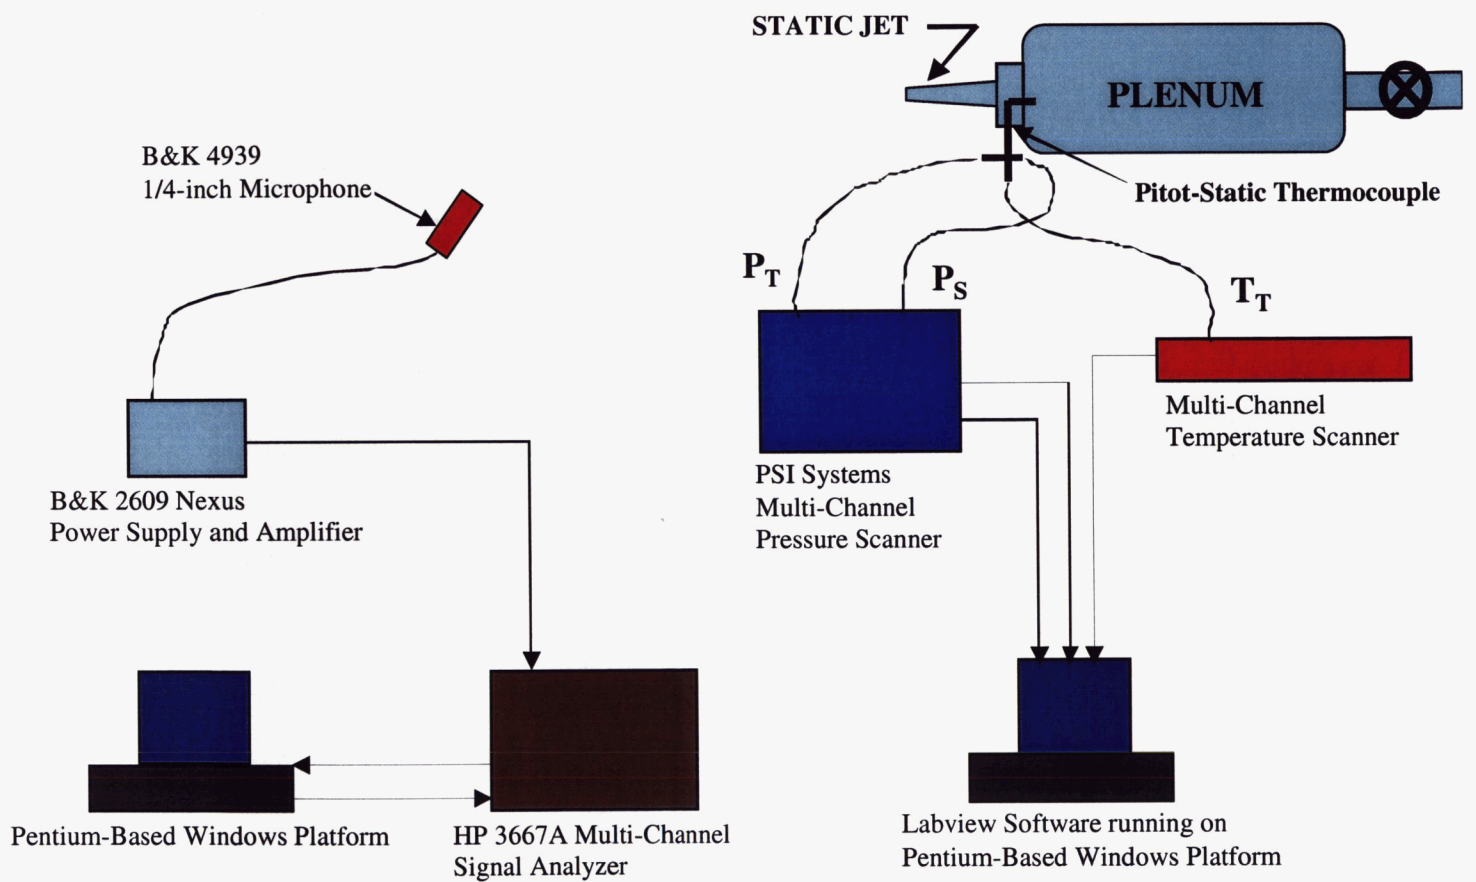 STATIC JET
PLENUM
B&K 4939
1/4-inch Microphone
Pitot-Static Thermocouple
PT
PS
TT
Multi-Channel
Temperature Scanner
PSI Systems
Multi-Channel
Pressure Scanner
B&K 2609 Nexus
Power Supply and Amplifier
Pentium-Based Windows Platform
HP 3667A Multi-Channel
Signal Analyzer
Labview Software running on
Pentium-Based Windows Platform